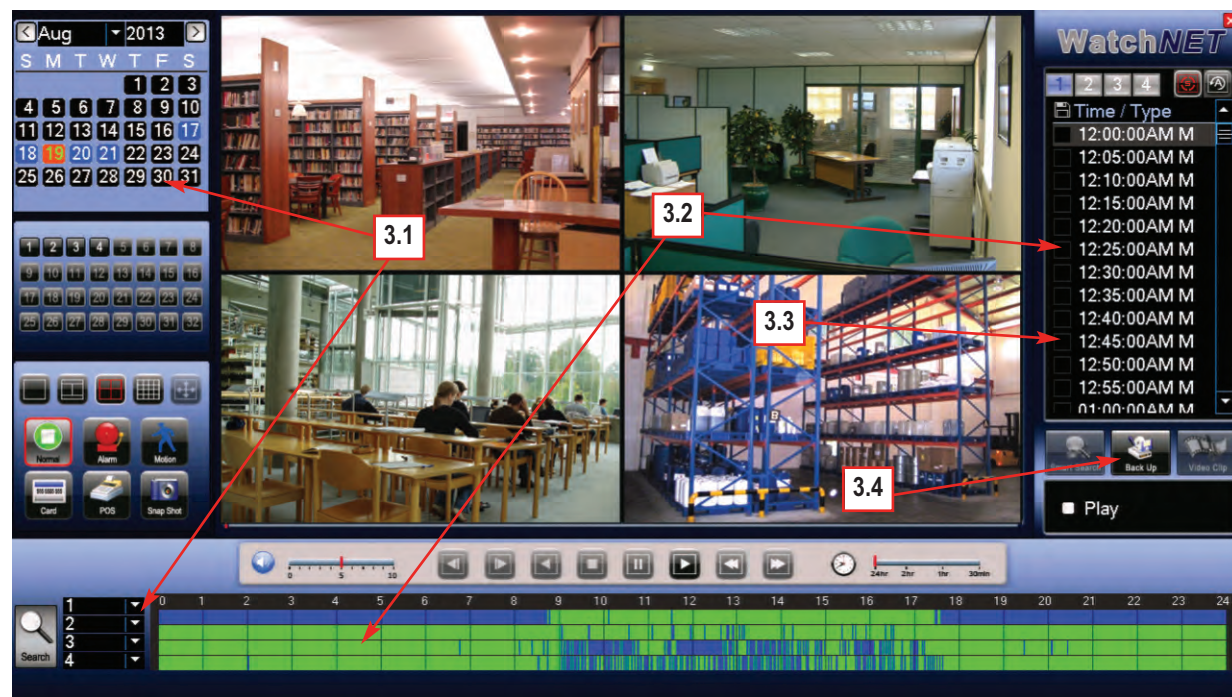 Aug 2013
S M T W T F S
1 2 3
4 5 6 7 8 9 10
11 12 13 14 15 16 17
18 19 20 21 22 23 24
25 26 27 28 29 30 31
3.1
1 2 3 4 5 6 7 8
9 10 11 12 13 14 15 16
17 18 19 20 21 22 23 24
25 26 27 28 29 30 31 32
Normal Alarm Motion
Card POS Snap Shot
3.2
3.3
B
3.4
WatchNET
1 2 3 4
Time / Type
12:00:00AM M
12:05:00AM M
12:10:00AM M
12:15:00AM M
12:20:00AM M
12:25:00AM M
12:30:00AM M
12:35:00AM M
12:40:00AM M
12:45:00AM M
12:50:00AM M
12:55:00AM M
01:00:00AM M
Smart Search Back Up Video Clip
Play
0 5 10
24hr 2hr 1hr 30min
Search
1
2
3
4
0 1 2 3 4 5 6 7 8 9 10 11 12 13 14 15 16 17 18 19 20 21 22 23 24